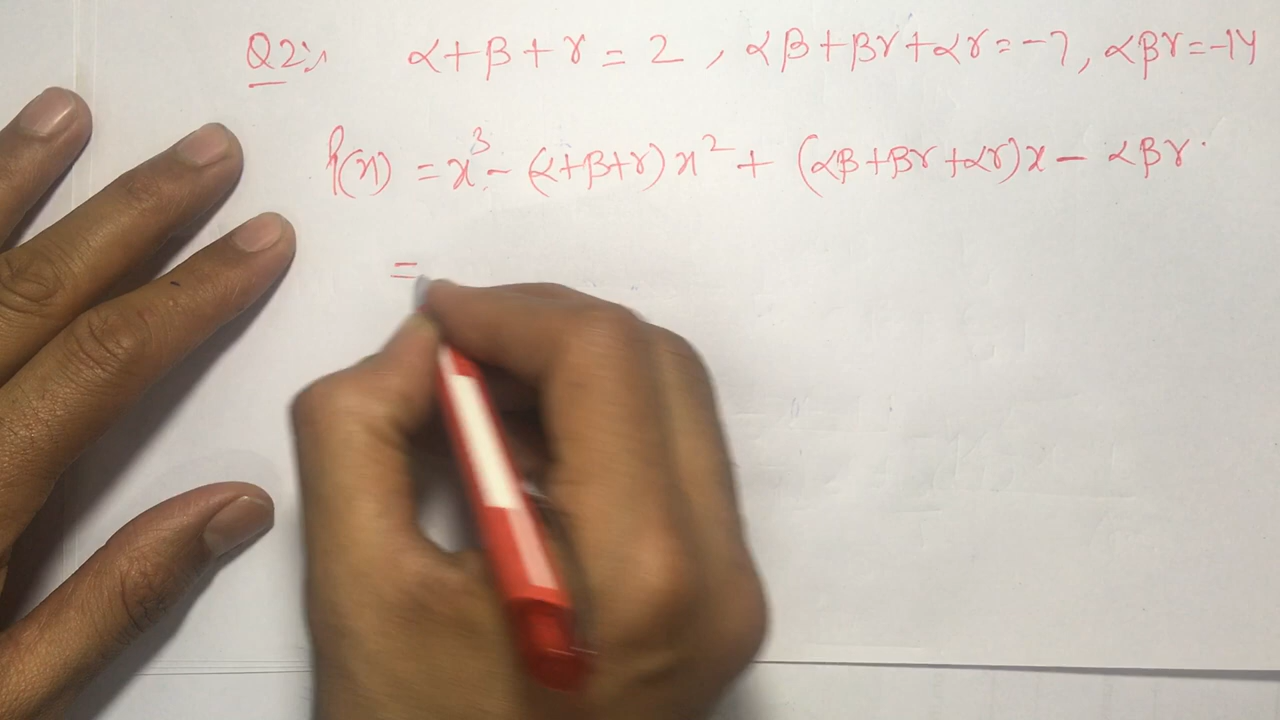 Q2:, α+β+γ = 2 , αβ+βγ+αγ=-7, αβγ=-14
p(x) = x³ - (α+β+γ)x² + (αβ+βγ+αγ)x - αβγ.
=